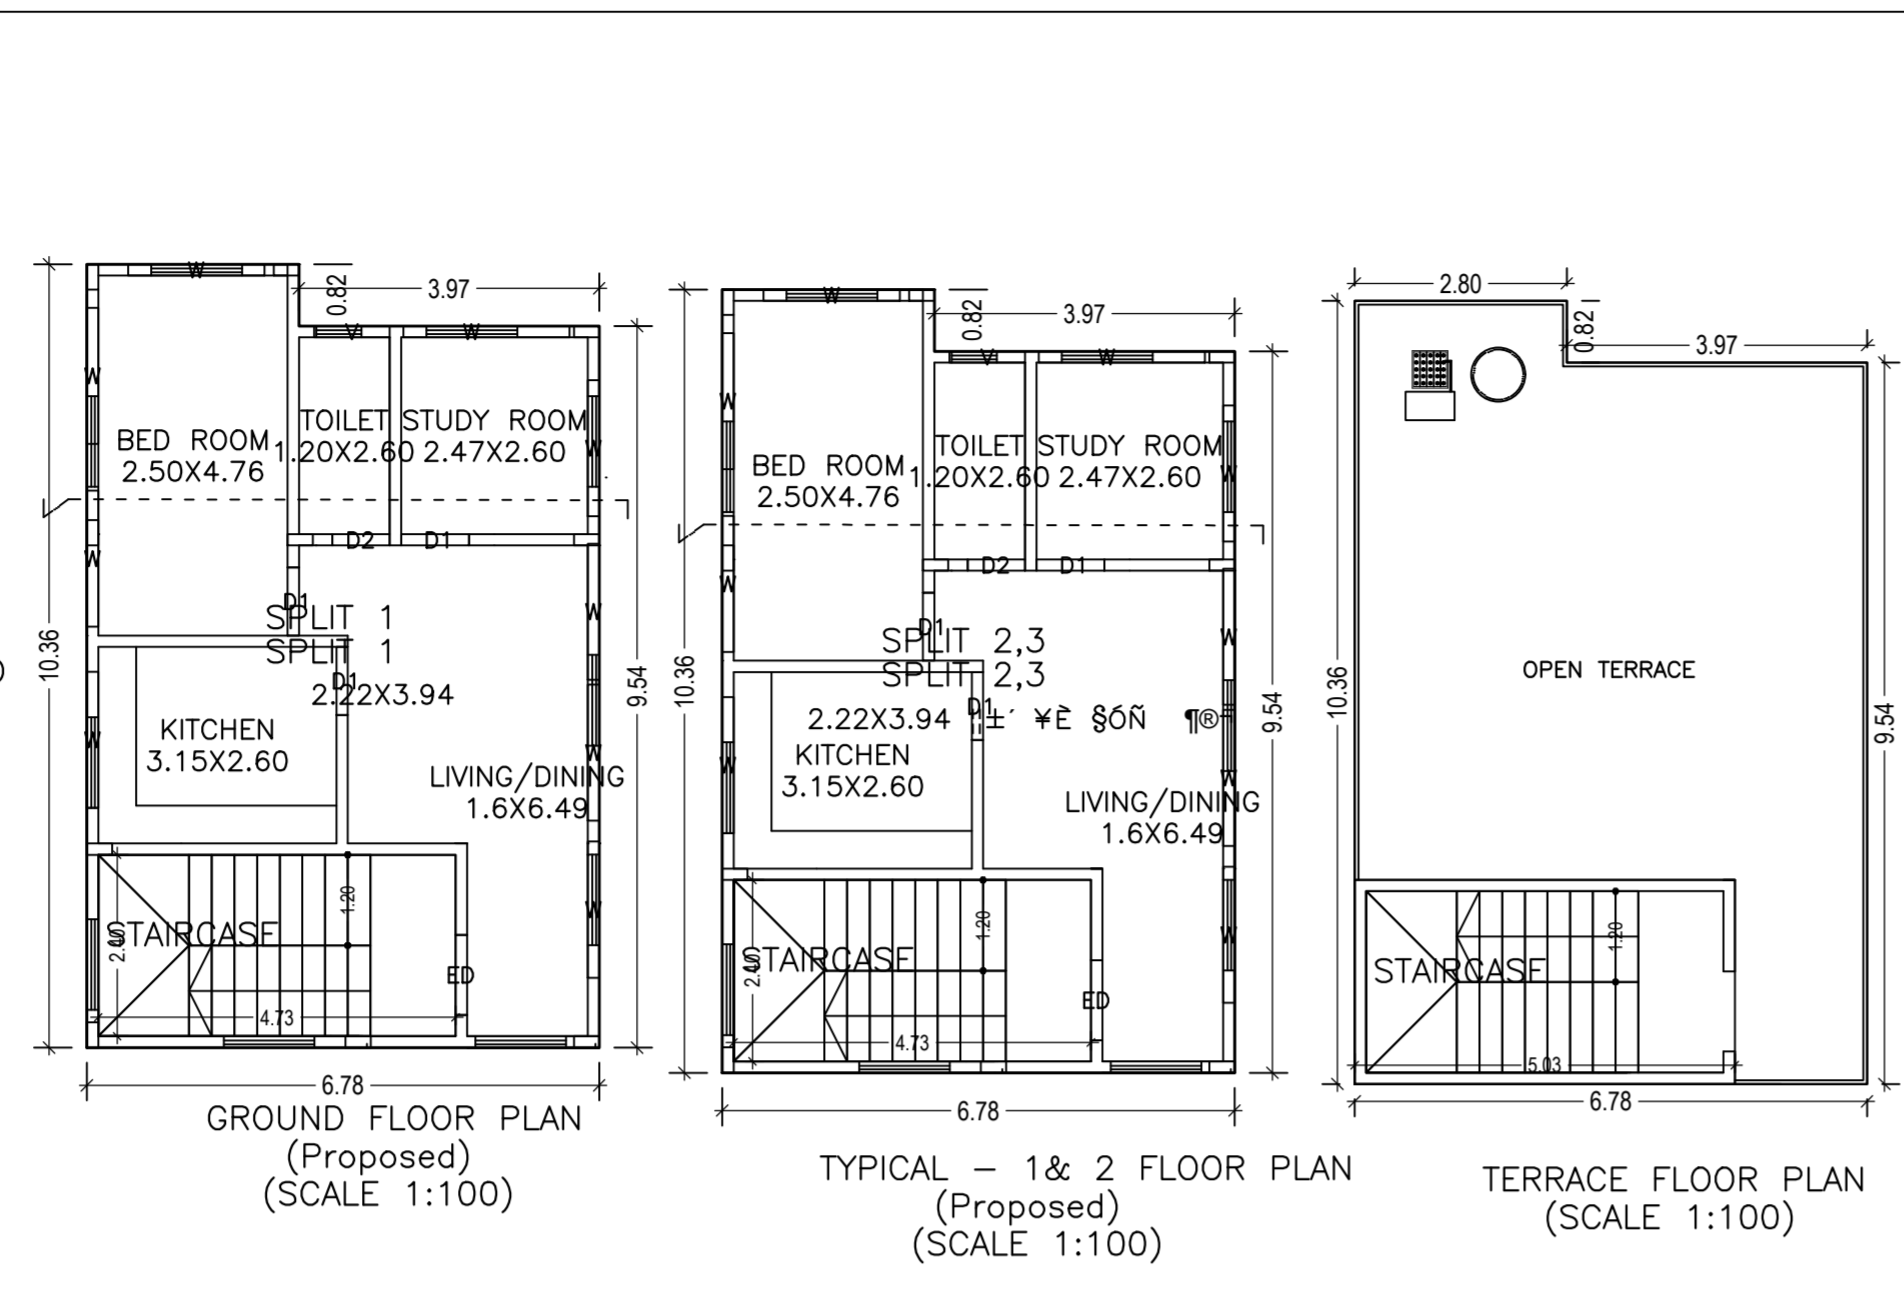 W
0.82
3.97
10.36
V
W
W
BED ROOM
2.50X4.76
TOILET
1.20X2.60
STUDY ROOM
2.47X2.60
W
D2
D1
W
D1
SPLIT 1
SPLIT 1
W
D1
2.22X3.94
9.54
KITCHEN
3.15X2.60
W
W
LIVING/DINING
1.6X6.49
STAIRCASE
2.40
1.20
W
ED
4.73
6.78
GROUND FLOOR PLAN
(Proposed)
(SCALE 1:100)
W
0.82
3.97
10.36
V
W
W
BED ROOM
2.50X4.76
TOILET
1.20X2.60
STUDY ROOM
2.47X2.60
W
D2
D1
W
D1
SPLIT 2,3
SPLIT 2,3
W
D1
2.22X3.94
9.54
KITCHEN
3.15X2.60
W
W
LIVING/DINING
1.6X6.49
STAIRCASE
2.40
1.20
W
ED
4.73
6.78
TYPICAL - 1& 2 FLOOR PLAN
(Proposed)
(SCALE 1:100)
2.80
0.82
3.97
10.36
OPEN TERRACE
9.54
STAIRCASE
1.20
5.03
6.78
TERRACE FLOOR PLAN
(SCALE 1:100)